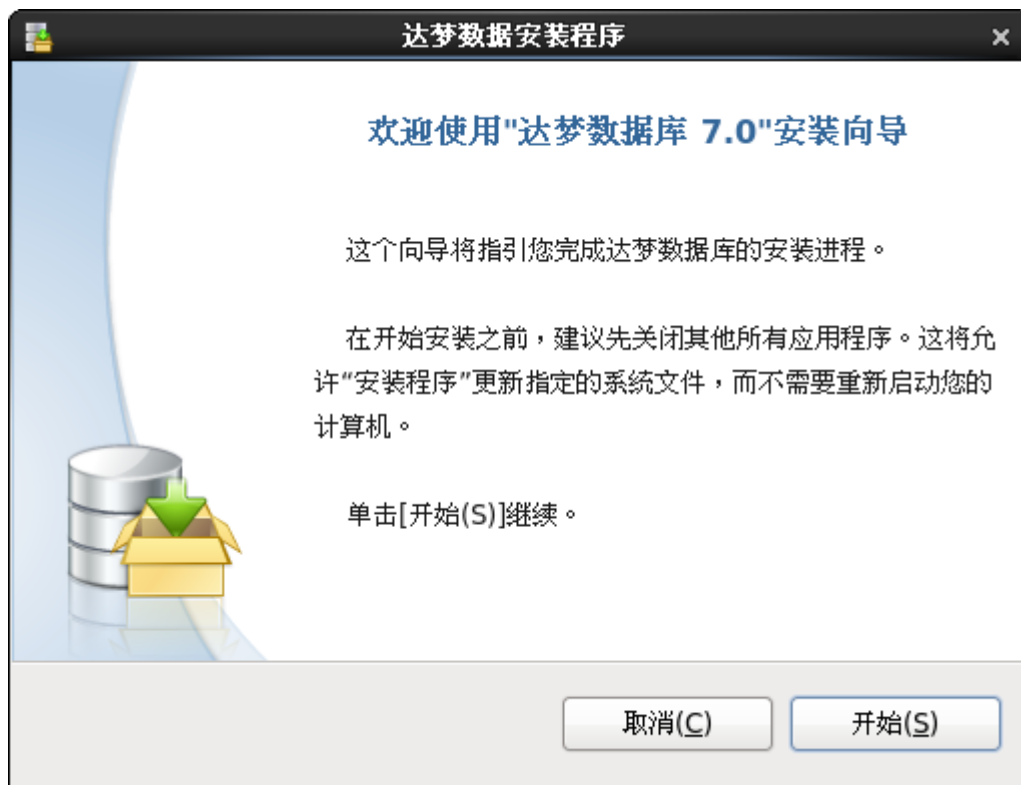 达梦数据安装程序
欢迎使用"达梦数据库 7.0"安装向导
这个向导将指引您完成达梦数据库的安装进程。
在开始安装之前，建议先关闭其他所有应用程序。这将允
许“安装程序”更新指定的系统文件，而不需要重新启动您的
计算机。
单击[开始(S)]继续。
取消(C)
开始(S)